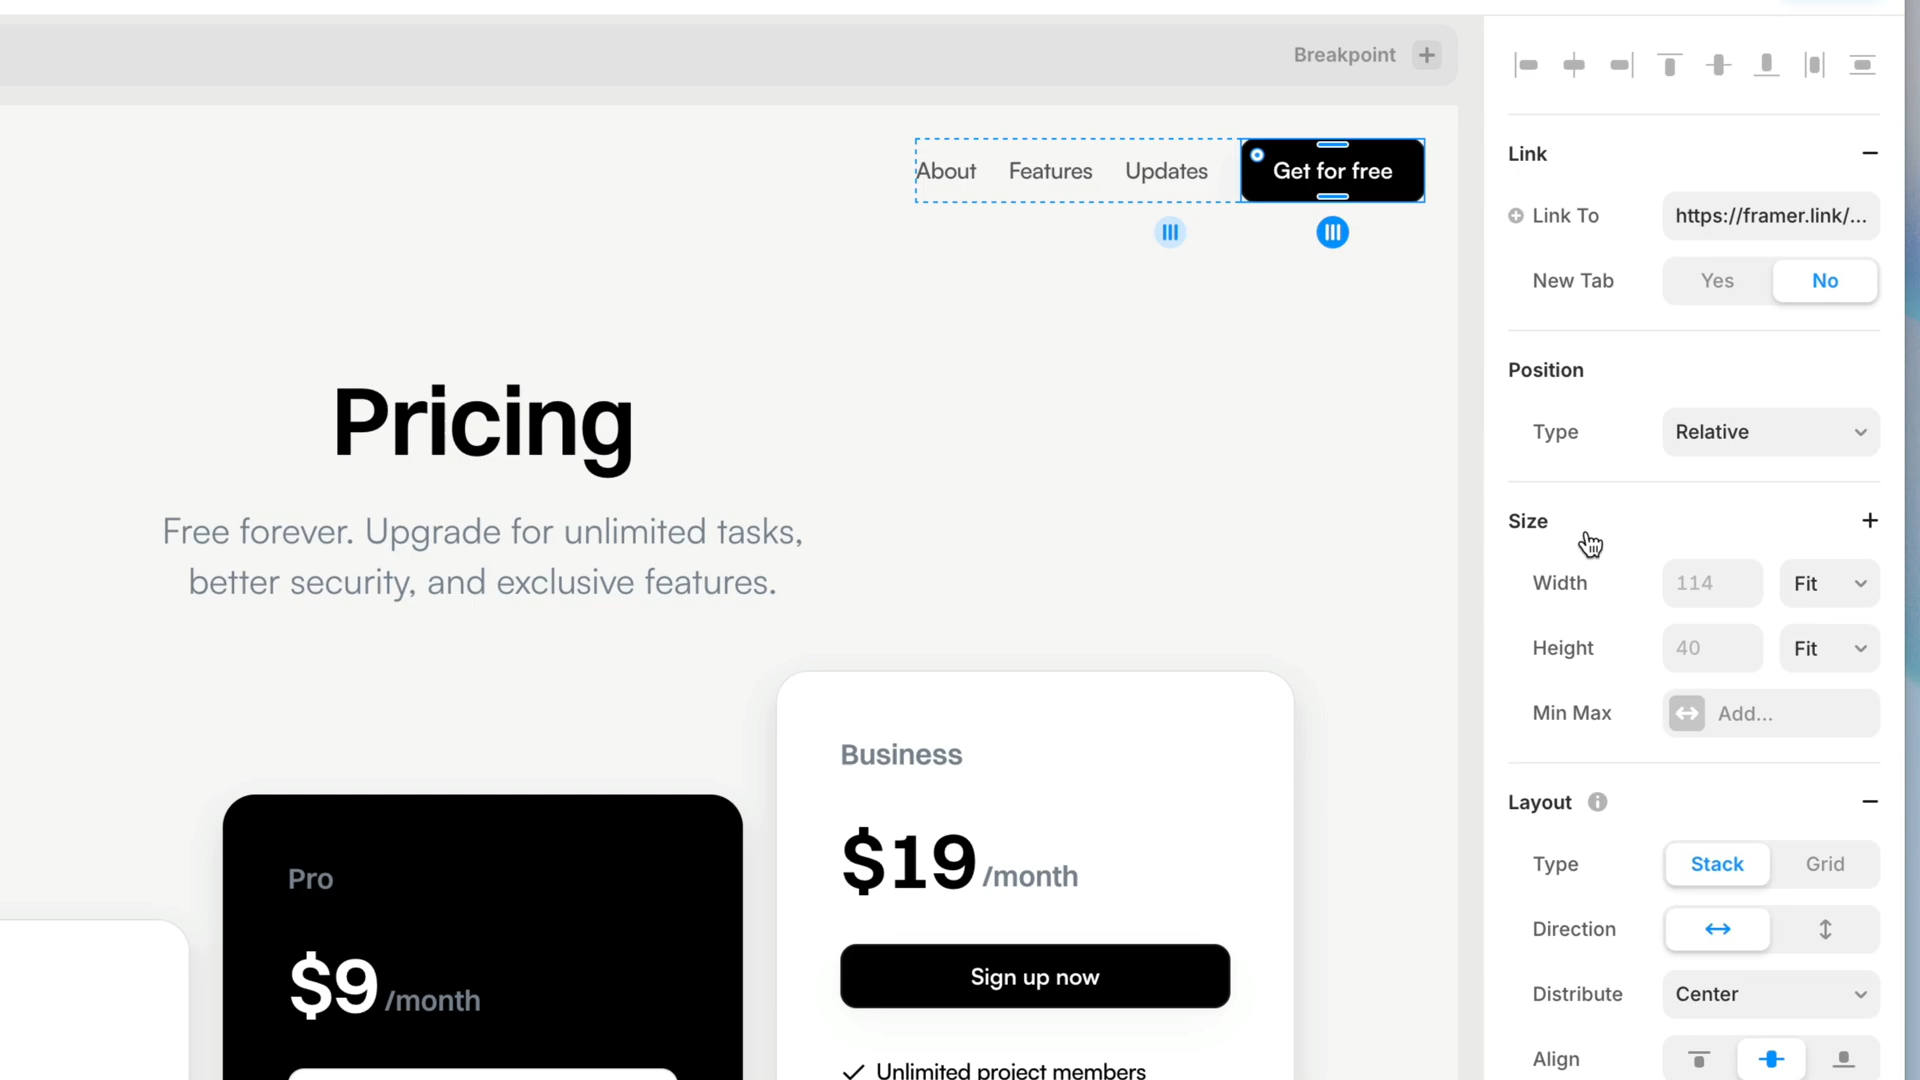 Breakpoint
About Features Updates Get for free
Pricing
Free forever. Upgrade for unlimited tasks,
better security, and exclusive features.
Pro
$9 /month
Business
$19 /month
Sign up now
Unlimited project members
Link
Link To https://framer.link/...
New Tab Yes No
Position
Type Relative
Size
Width 114 Fit
Height 40 Fit
Min Max Add...
Layout
Type Stack Grid
Direction
Distribute Center
Align